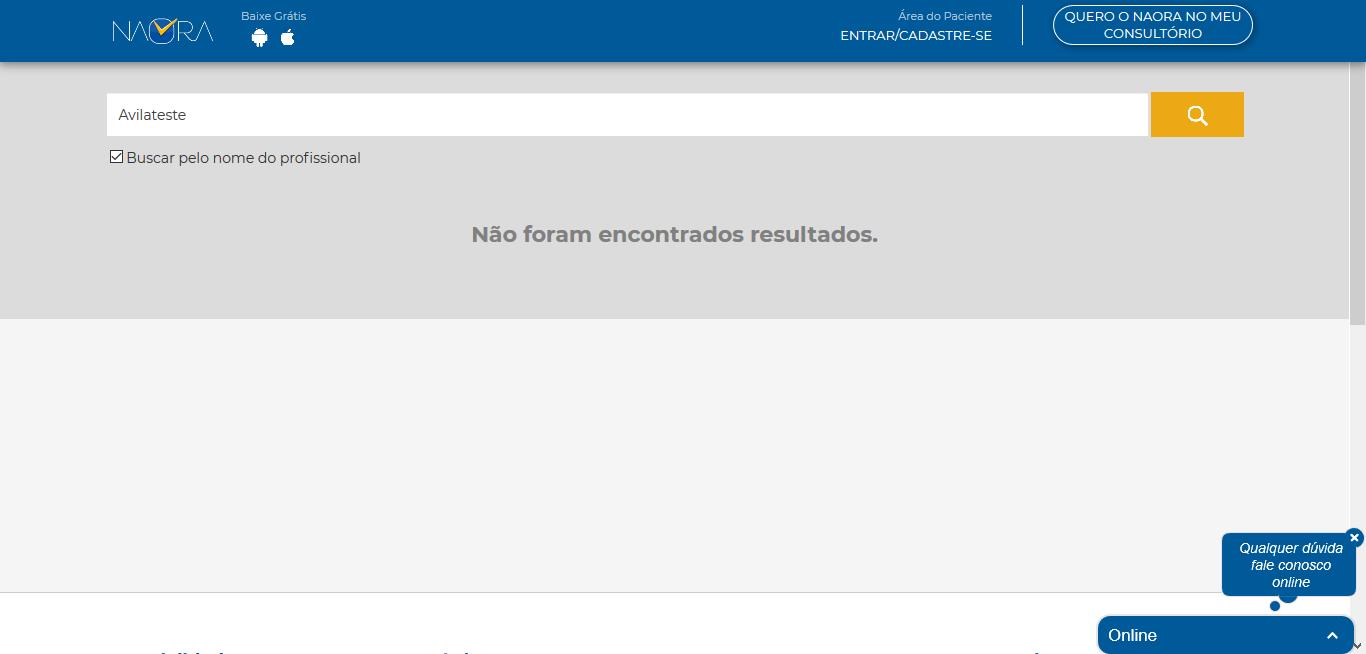 NAORA
Baixe Grátis
Área do Paciente
ENTRAR/CADASTRE-SE
QUERO O NAORA NO MEU
CONSULTÓRIO
Avilateste
Buscar pelo nome do profissional
Não foram encontrados resultados.
Qualquer dúvida
fale conosco
online
Online